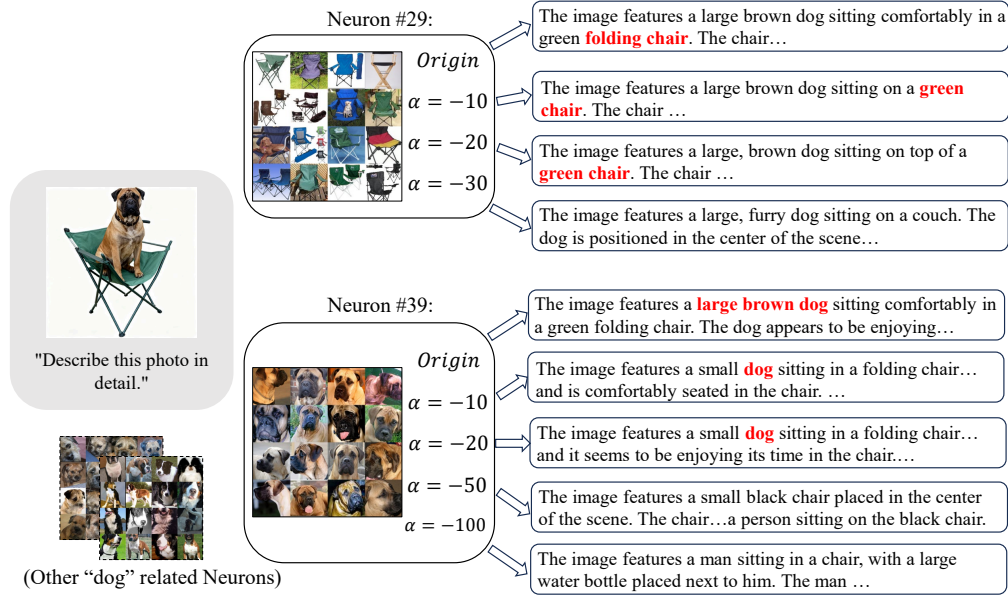 Neuron #29:
Origin
α = −10
α = −20
α = −30
The image features a large brown dog sitting comfortably in a
green folding chair. The chair…
The image features a large brown dog sitting on a green
chair. The chair …
The image features a large, brown dog sitting on top of a
green chair. The chair …
The image features a large, furry dog sitting on a couch. The
dog is positioned in the center of the scene…
"Describe this photo in
detail."
(Other “dog” related Neurons)
Neuron #39:
Origin
α = −10
α = −20
α = −50
α = −100
The image features a large brown dog sitting comfortably in
a green folding chair. The dog appears to be enjoying…
The image features a small dog sitting in a folding chair…
and is comfortably seated in the chair. …
The image features a small dog sitting in a folding chair…
and it seems to be enjoying its time in the chair.…
The image features a small black chair placed in the center
of the scene. The chair…a person sitting on the black chair.
The image features a man sitting in a chair, with a large
water bottle placed next to him. The man …